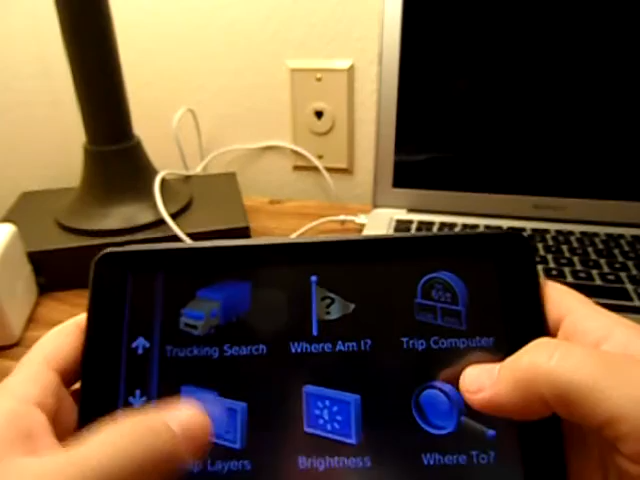 Trucking Search
Where Am I?
Trip Computer
Layers
Brightness
Where To?